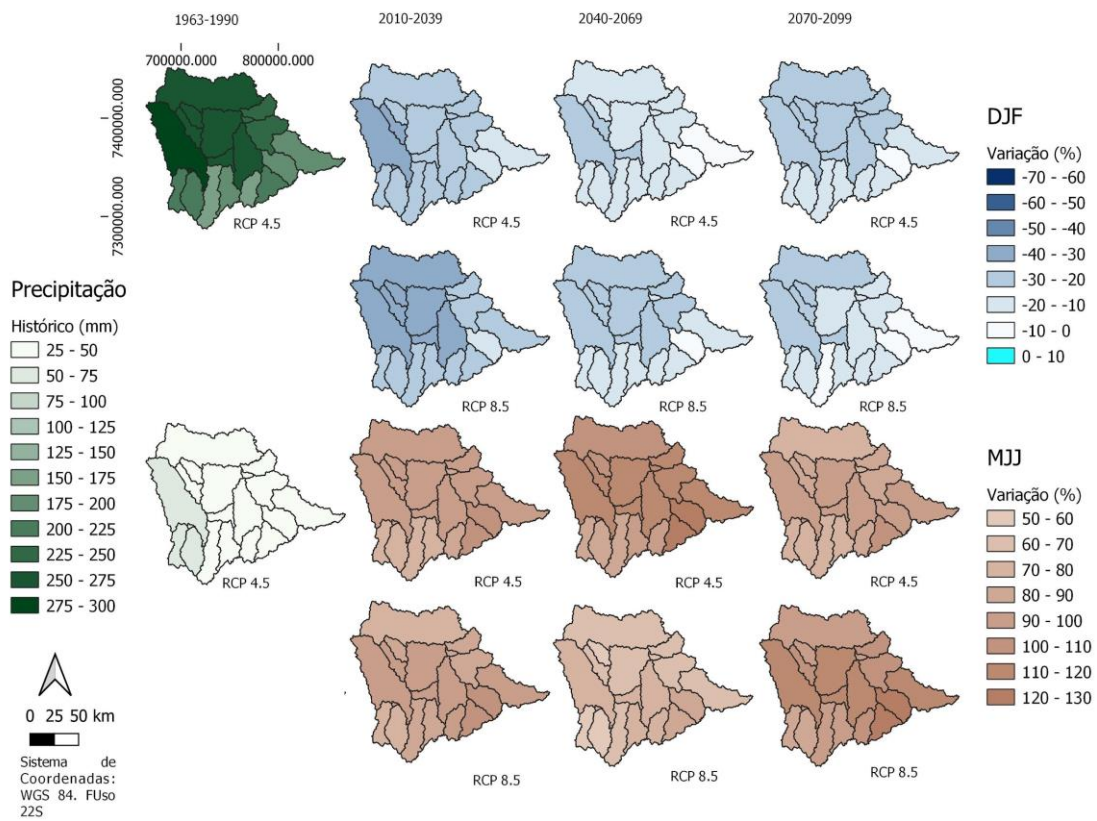 1963-1990
2010-2039
2040-2069
2070-2099
700000.000
800000.000
7400000.000
7300000.000
RCP 4.5
RCP 4.5
RCP 4.5
RCP 4.5
DJF
Variação (%)
-70 - -60
-60 - -50
-50 - -40
-40 - -30
-30 - -20
-20 - -10
-10 - 0
0 - 10
RCP 8.5
RCP 8.5
RCP 8.5
Precipitação
Histórico (mm)
25 - 50
50 - 75
75 - 100
100 - 125
125 - 150
150 - 175
175 - 200
200 - 225
225 - 250
250 - 275
275 - 300
RCP 4.5
RCP 4.5
RCP 4.5
RCP 4.5
MJJ
Variação (%)
50 - 60
60 - 70
70 - 80
80 - 90
90 - 100
100 - 110
110 - 120
120 - 130
RCP 8.5
RCP 8.5
RCP 8.5
0 25 50 km
Sistema de
Coordenadas:
WGS 84. FUso
22S